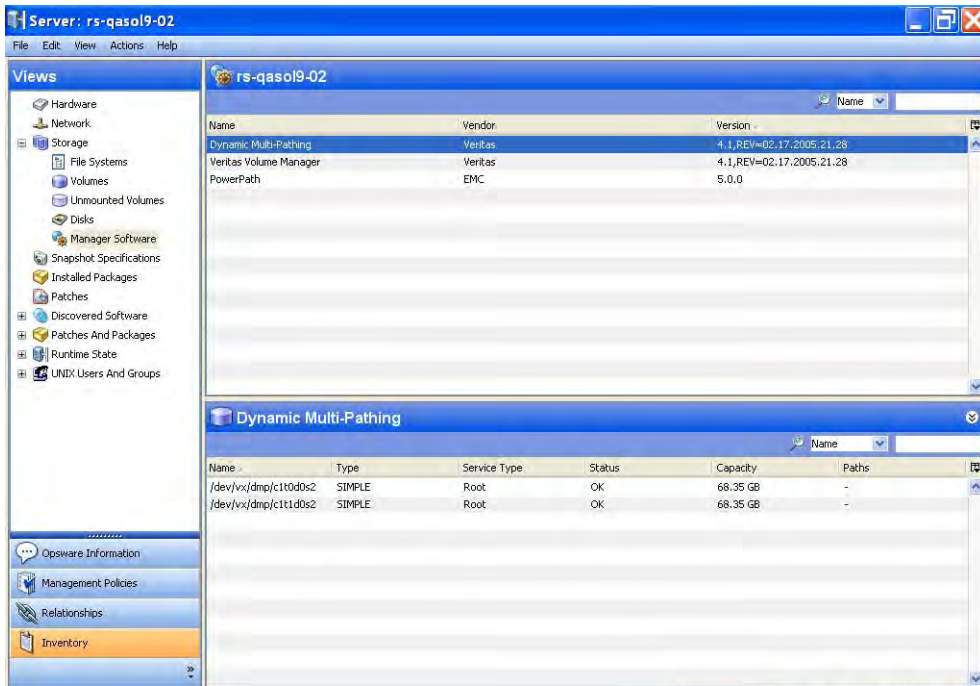 Server: rs-qasol9-02
File Edit View Actions Help
Views
Hardware
Network
Storage
File Systems
Volumes
Unmounted Volumes
Disks
Manager Software
Snapshot Specifications
Installed Packages
Patches
Discovered Software
Patches And Packages
Runtime State
UNIX Users And Groups
Opsware Information
Management Policies
Relationships
Inventory
rs-qasol9-02
Name
Name Vendor Version
Dynamic Multi-Pathing Veritas 4.1,REV=02.17.2005.21.28
Veritas Volume Manager Veritas 4.1,REV=02.17.2005.21.28
PowerPath EMC 5.0.0
Dynamic Multi-Pathing
Name
Name Type Service Type Status Capacity Paths
/dev/vx/dmp/c1t0d0s2 SIMPLE Root OK 68.35 GB -
/dev/vx/dmp/c1t1d0s2 SIMPLE Root OK 68.35 GB -